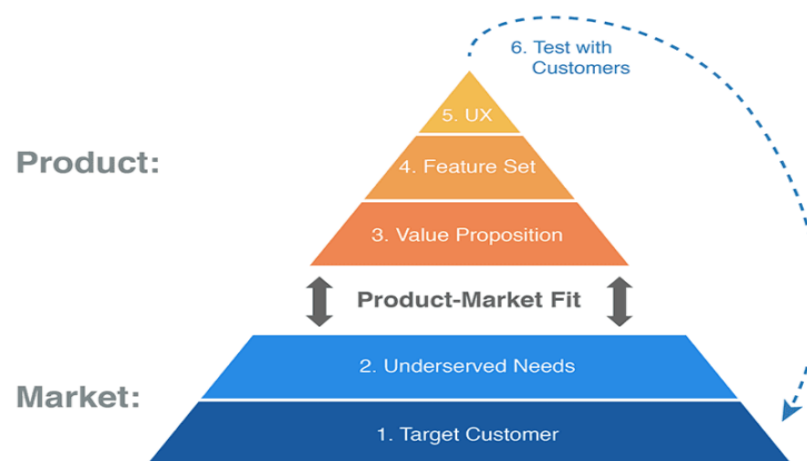 6. Test with
Customers
5. UX
Product:
4. Feature Set
3. Value Proposition
Product-Market Fit
2. Underserved Needs
Market:
1. Target Customer